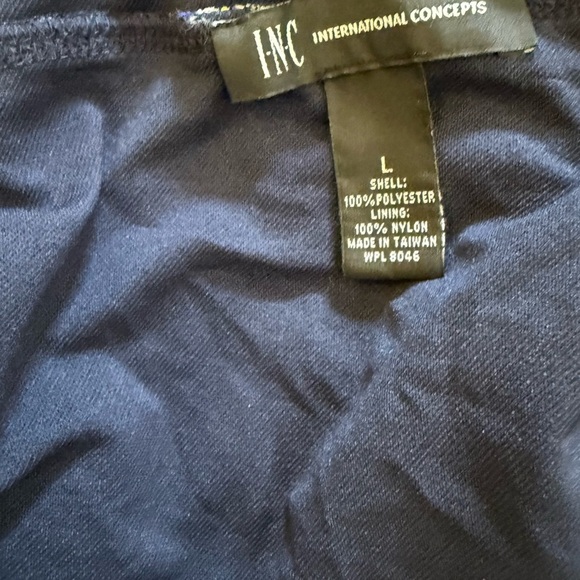 I·N·C INTERNATIONAL CONCEPTS
L
SHELL:
100%POLYESTER
LINING:
100% NYLON
MADE IN TAIWAN
WPL 8046